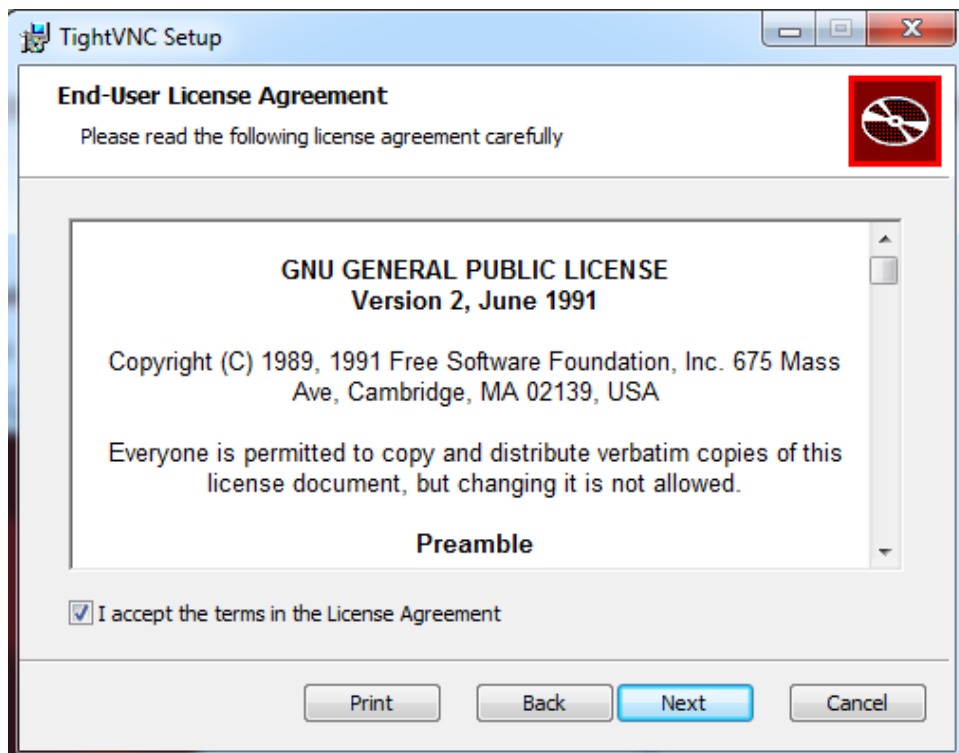 TightVNC Setup
End-User License Agreement
Please read the following license agreement carefully
GNU GENERAL PUBLIC LICENSE
Version 2, June 1991
Copyright (C) 1989, 1991 Free Software Foundation, Inc. 675 Mass
Ave, Cambridge, MA 02139, USA
Everyone is permitted to copy and distribute verbatim copies of this
license document, but changing it is not allowed.
Preamble
I accept the terms in the License Agreement
Print Back Next Cancel